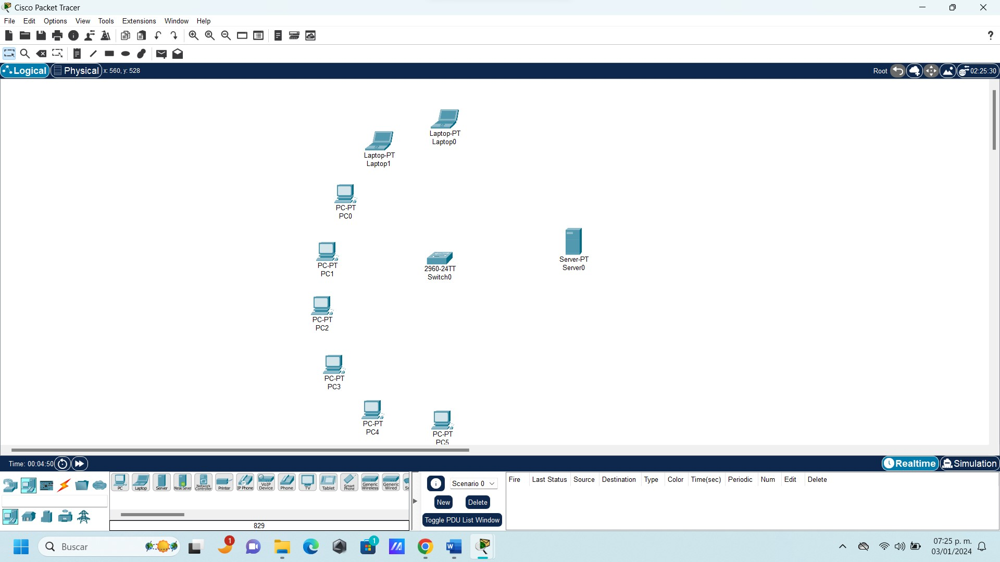 Cisco Packet Tracer
File Edit Options View Tools Extensions Window Help
?
Logical Physical x: 560, y: 528 Root 02:25:30
Laptop-PT
Laptop0
Laptop-PT
Laptop1
PC-PT
PC0
PC-PT
PC1
2960-24TT
Switch0
Server-PT
Server0
PC-PT
PC2
PC-PT
PC3
PC-PT
PC4
PC-PT
PC5
Time: 00:04:50 Realtime Simulation
PC Laptop Server Meraki Server Network Controller Printer IP Phone VoIP Device Phone TV Tablet Smart Phone Generic Wireless Generic Wired
829
Scenario 0
New Delete
Toggle PDU List Window
Fire Last Status Source Destination Type Color Time(sec) Periodic Num Edit Delete
Buscar
1
1
W
07:25 p. m.
03/01/2024